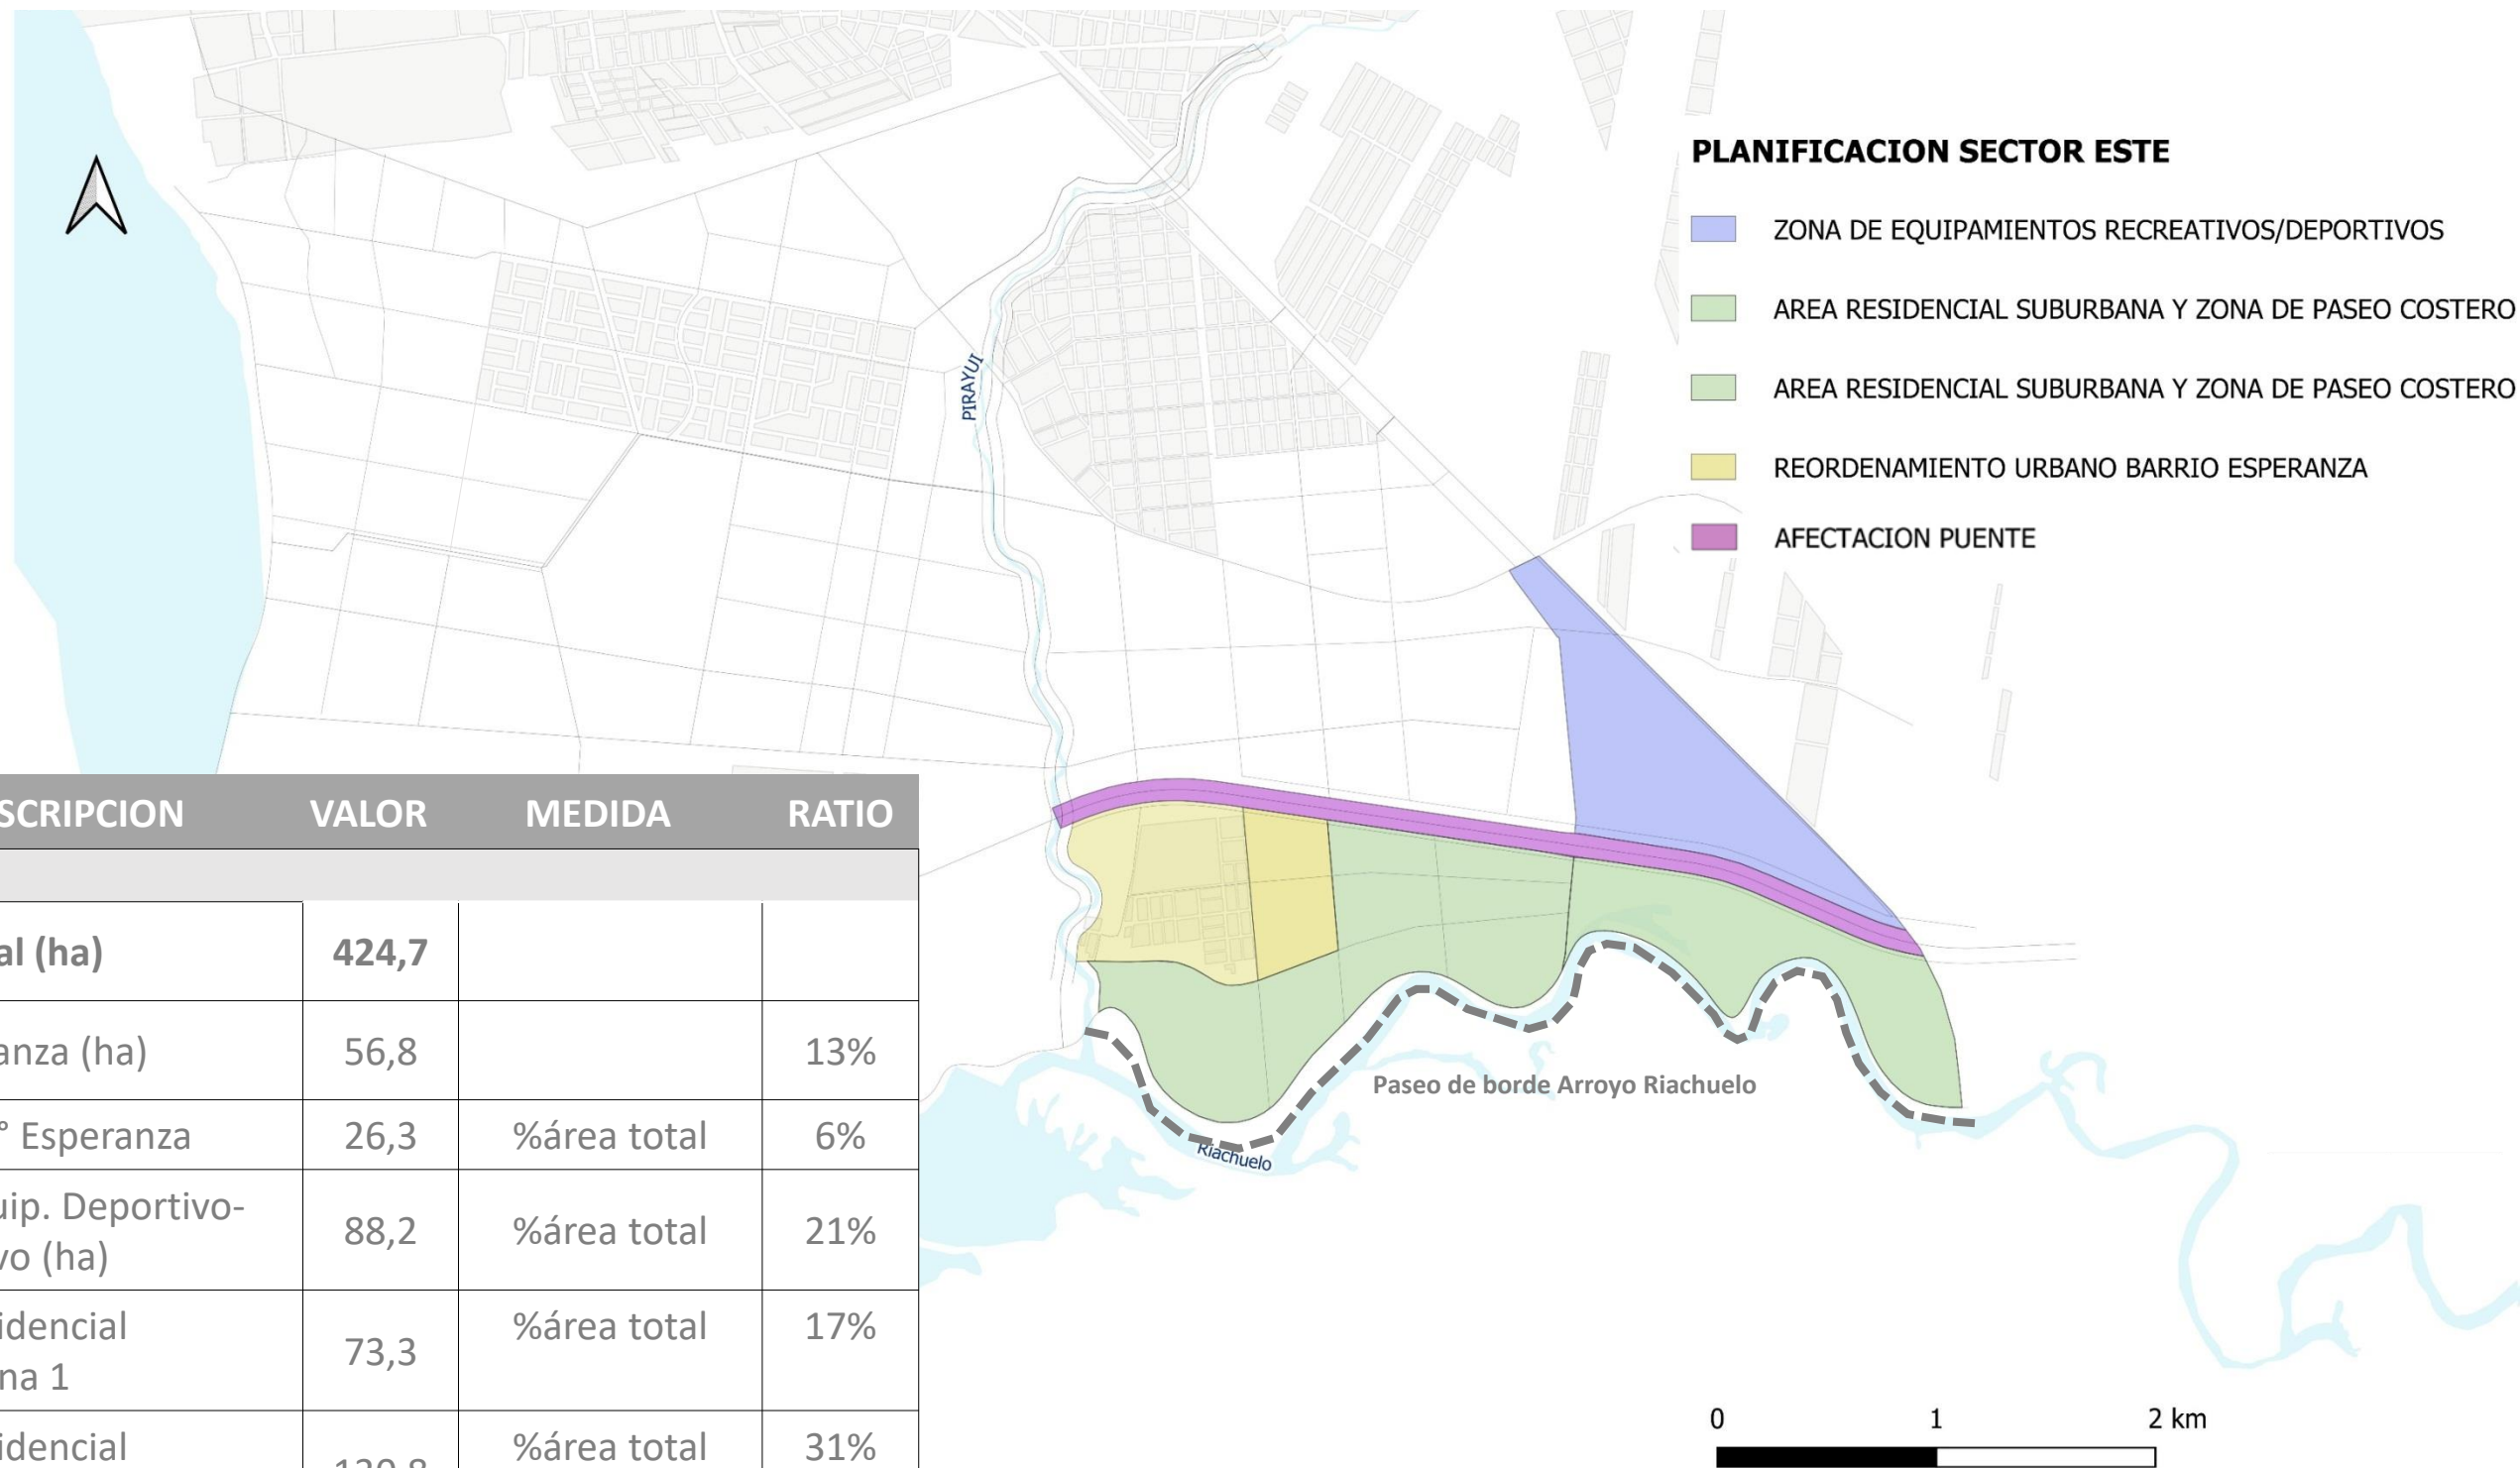 PLANIFICACION SECTOR ESTE
ZONA DE EQUIPAMIENTOS RECREATIVOS/DEPORTIVOS
AREA RESIDENCIAL SUBURBANA Y ZONA DE PASEO COSTERO
AREA RESIDENCIAL SUBURBANA Y ZONA DE PASEO COSTERO
REORDENAMIENTO URBANO BARRIO ESPERANZA
AFECTACION PUENTE
PIRAYUI
SCRIPCION VALOR MEDIDA RATIO
al (ha) 424,7
anza (ha) 56,8 13%
° Esperanza 26,3 %área total 6%
uip. Deportivo-
vo (ha) 88,2 %área total 21%
idencial %área total 17%
na 1 73,3
idencial %área total 31%
Paseo de borde Arroyo Riachuelo
Riachuelo
0 1 2 km